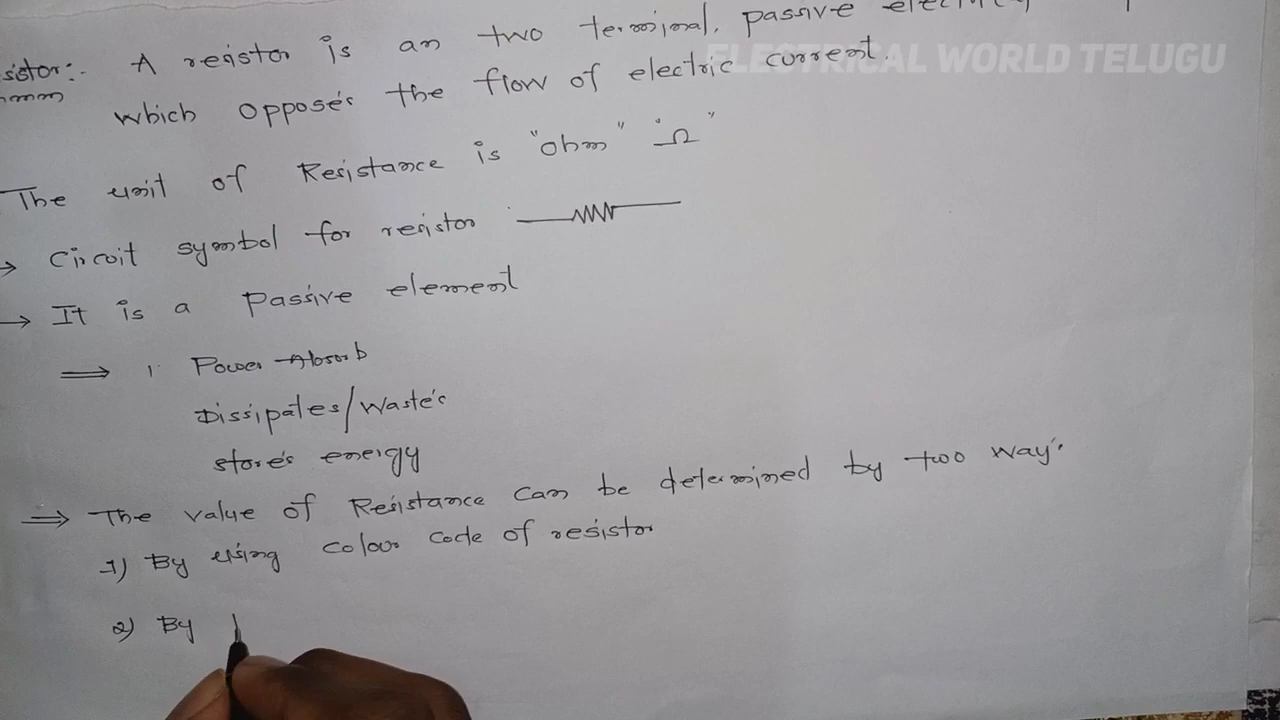 sistor:- A resistor is an two terminal, passive
ELECTRICAL WORLD TELUGU
which oppose's the flow of electric current.
The unit of Resistance is "ohm" "Ω"
→ Circuit symbol for resistor
→ It is a Passive element
⇒ 1. Power Absorb
Dissipates/Waste's
store's energy
⇒ The value of Resistance can be determined by two way's
1) By using colour code of resistor
2) By